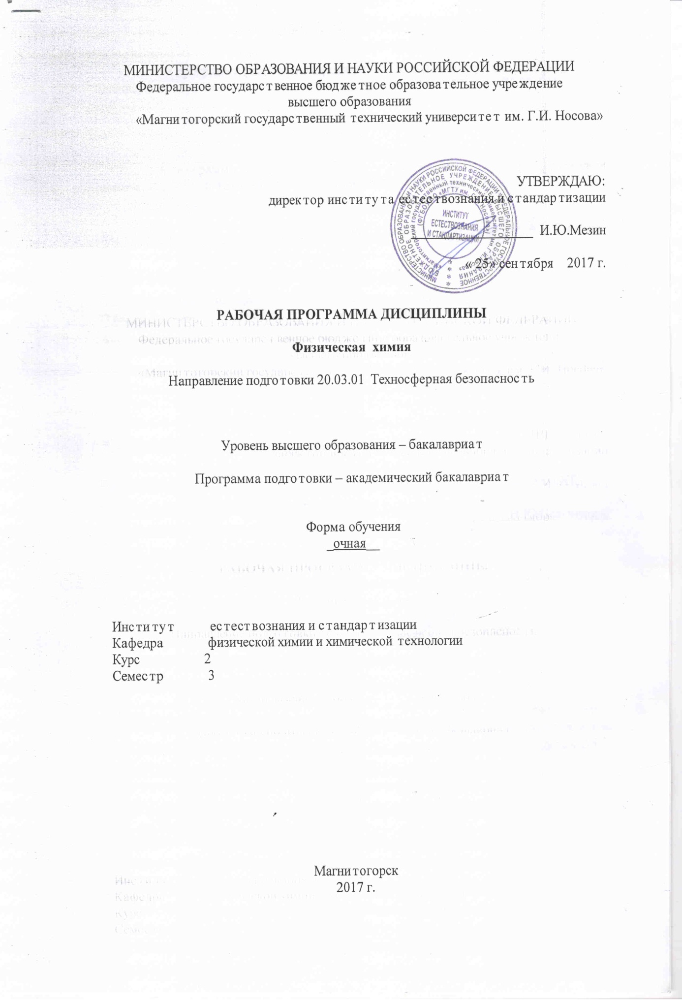 МИНИСТЕРСТВО ОБРАЗОВАНИЯ И НАУКИ РОССИЙСКОЙ ФЕДЕРАЦИИ
Федеральное государственное бюджетное образовательное учреждение
высшего образования
«Магнитогорский государственный технический университет им. Г.И. Носова»
УТВЕРЖДАЮ:
директор института естествознания и стандартизации
ИНСТИТУТ
ЕСТЕСТВОЗНАНИЯ
И СТАНДАРТИЗАЦИИ
И.Ю.Мезин
« 25» сентября 2017 г.
РАБОЧАЯ ПРОГРАММА ДИСЦИПЛИНЫ
Физическая химия
Направление подготовки 20.03.01 Техносферная безопасность
Уровень высшего образования – бакалавриат
Программа подготовки – академический бакалавриат
Форма обучения
_очная__
Институт естествознания и стандартизации
Кафедра физической химии и химической технологии
Курс 2
Семестр 3
Магнитогорск
2017 г.